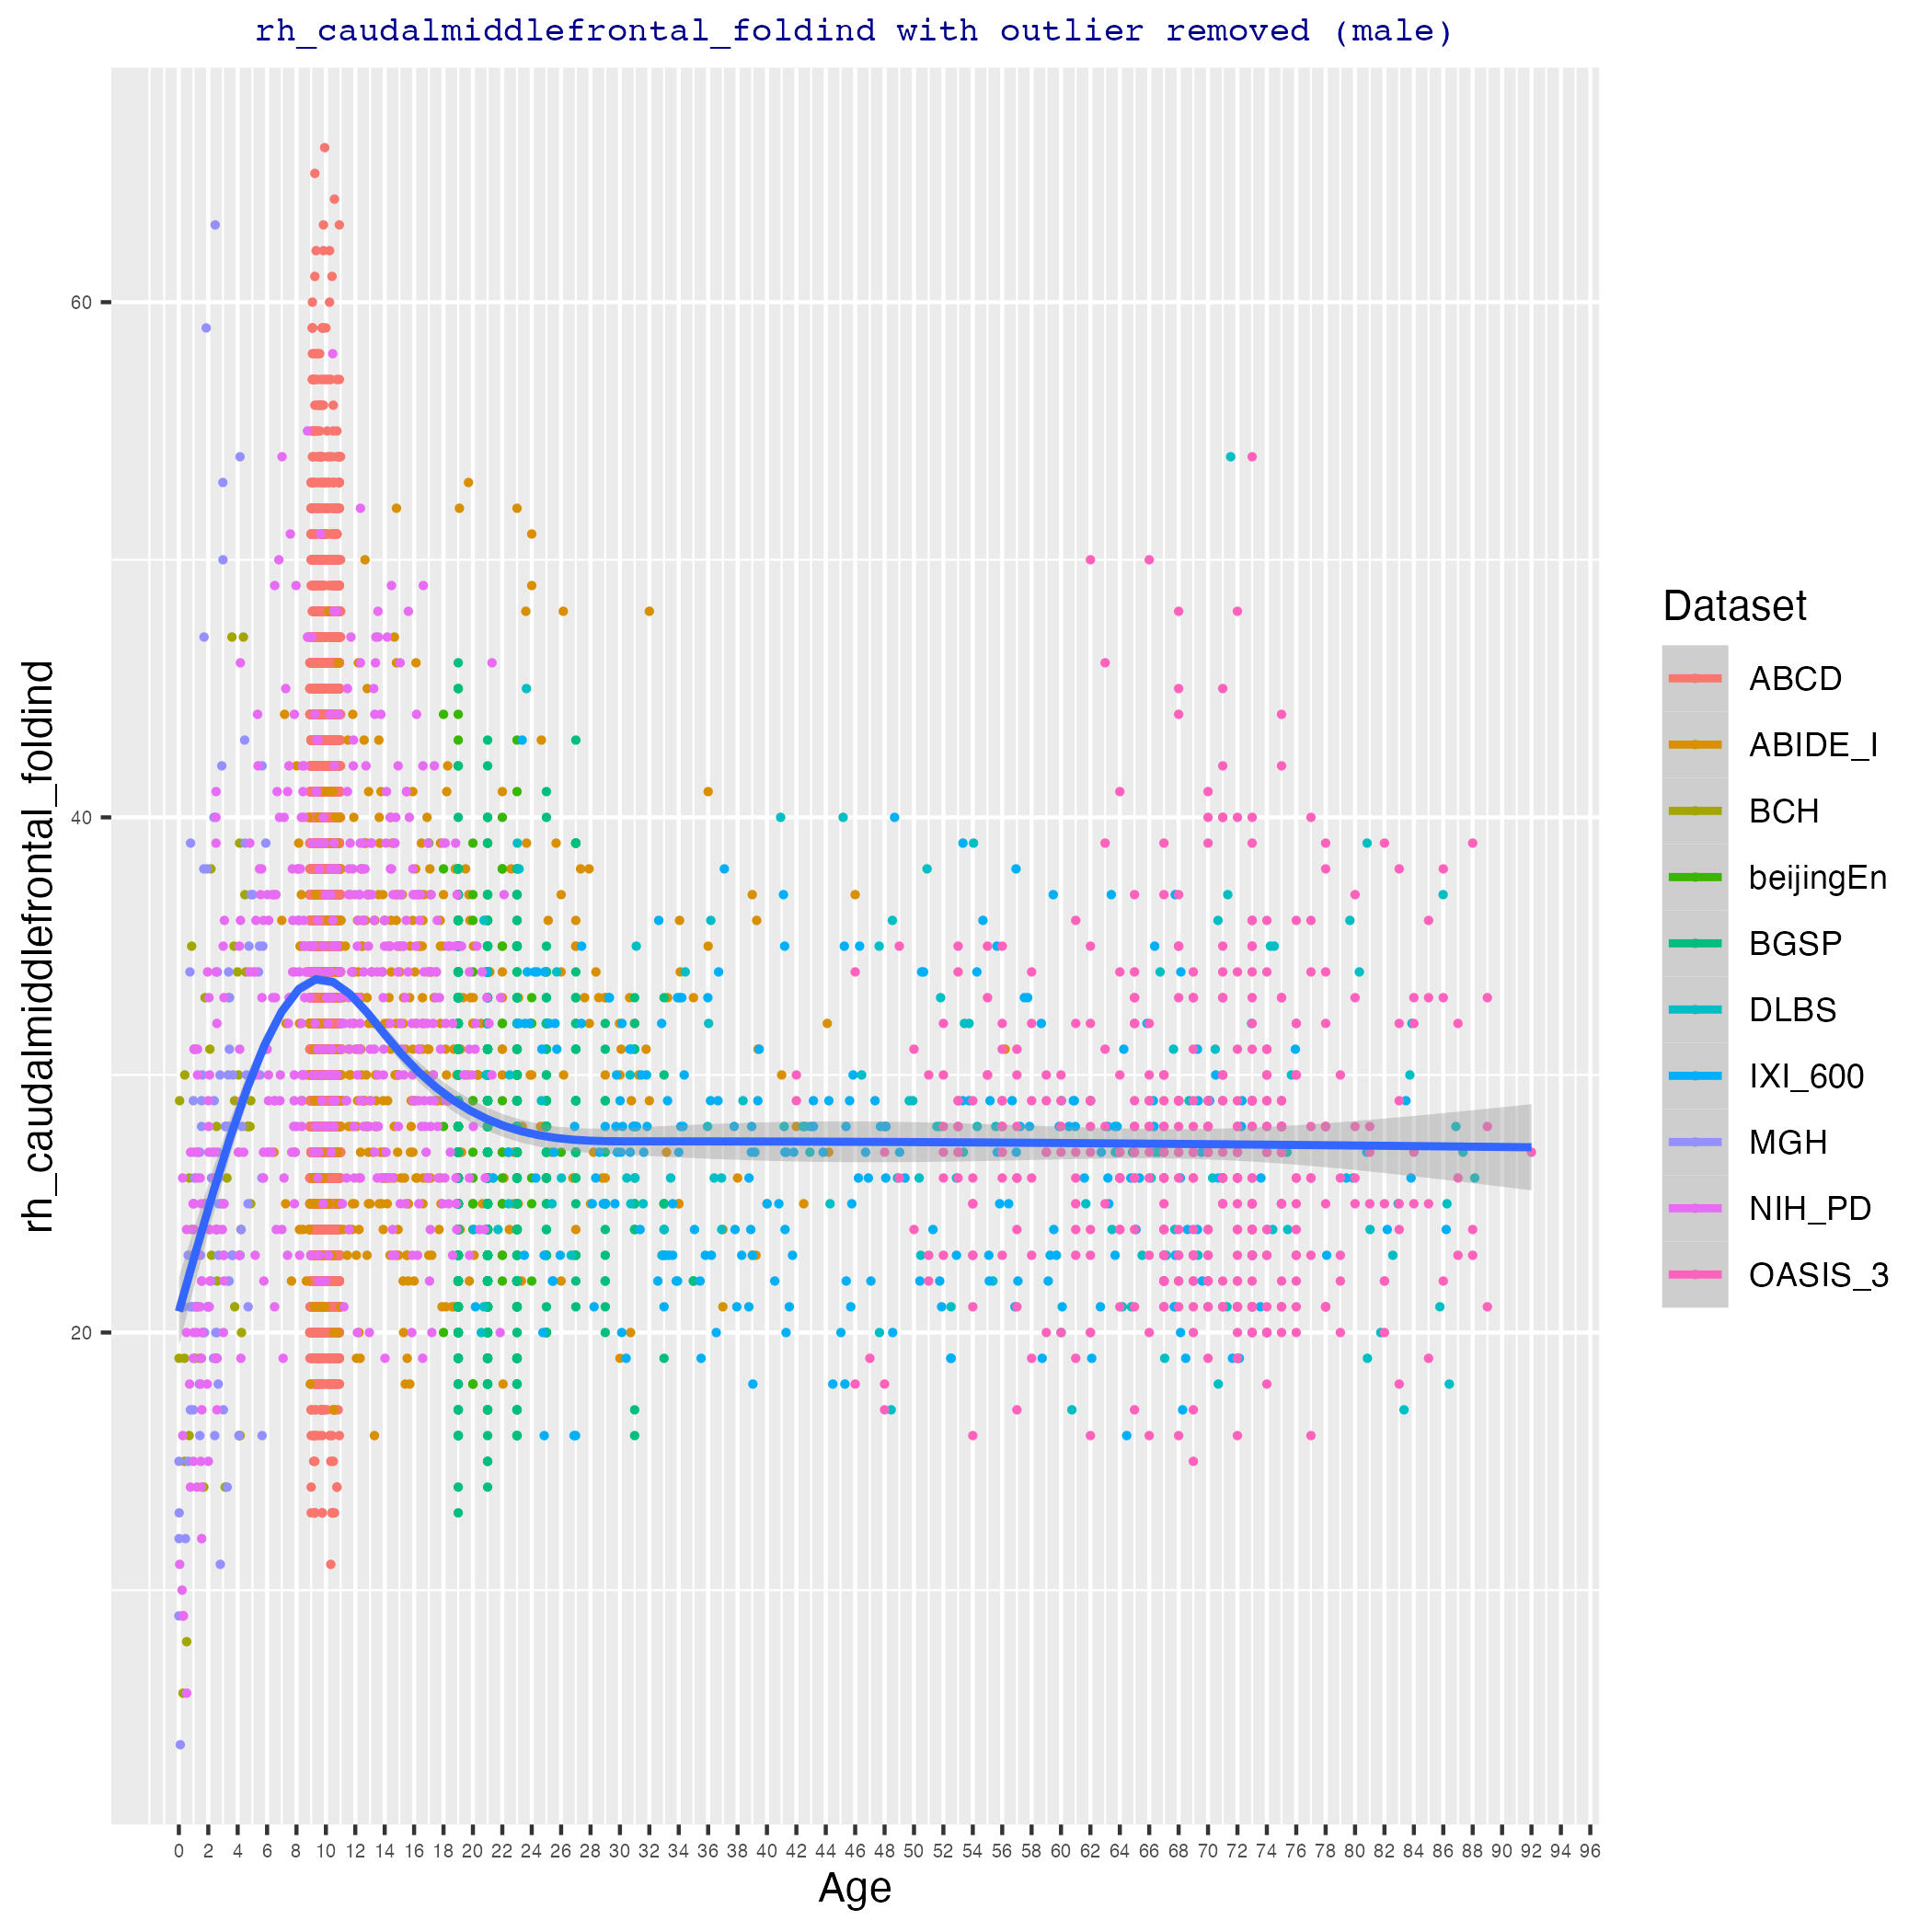 rh_caudalmiddlefrontal_foldind with outlier removed (male)
rh_caudalmiddlefrontal_foldind
60
40
20
0 2 4 6 8 10 12 14 16 18 20 22 24 26 28 30 32 34 36 38 40 42 44 46 48 50 52 54 56 58 60 62 64 66 68 70 72 74 76 78 80 82 84 86 88 90 92 94 96
Age
Dataset
ABCD
ABIDE_I
BCH
beijingEn
BGSP
DLBS
IXI_600
MGH
NIH_PD
OASIS_3